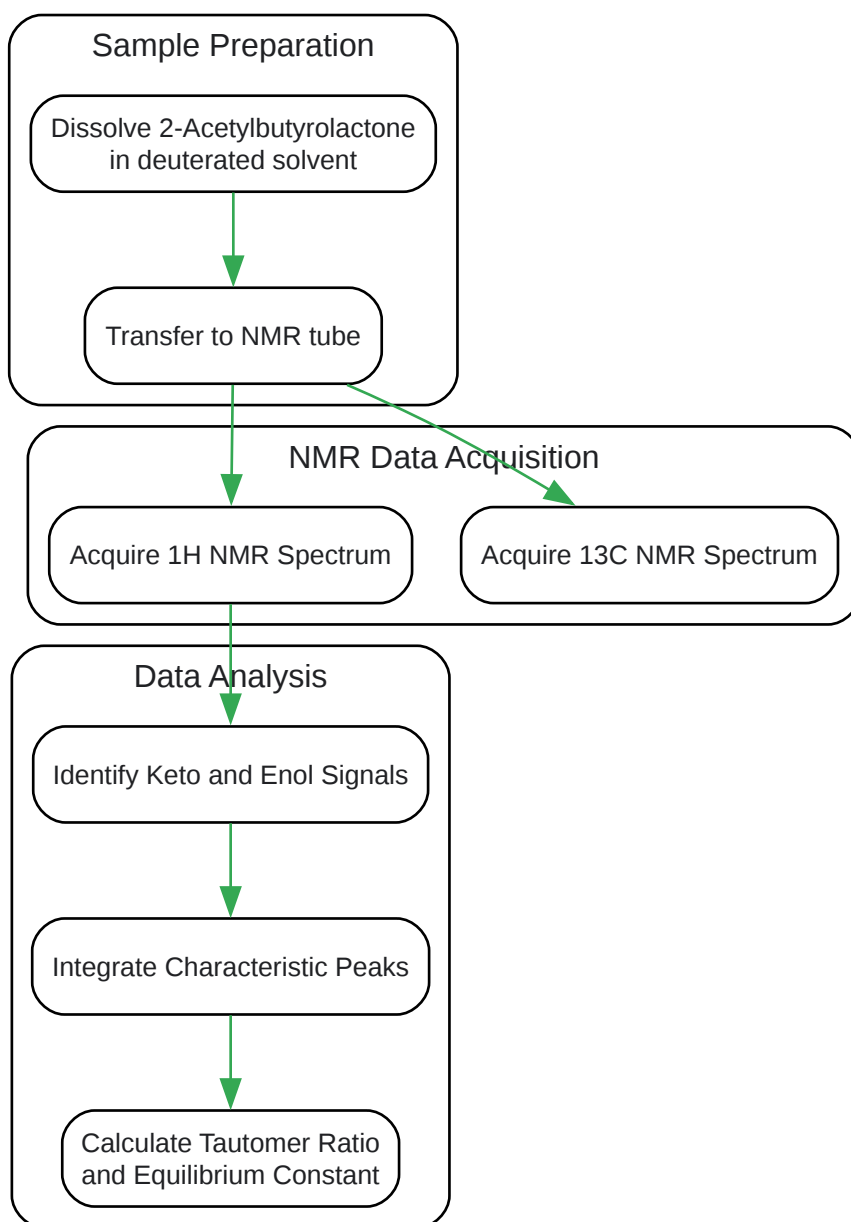 Sample Preparation
Dissolve 2-Acetylbutyrolactone
in deuterated solvent
Transfer to NMR tube
NMR Data Acquisition
Acquire 1H NMR Spectrum
Acquire 13C NMR Spectrum
Data Analysis
Identify Keto and Enol Signals
Integrate Characteristic Peaks
Calculate Tautomer Ratio
and Equilibrium Constant